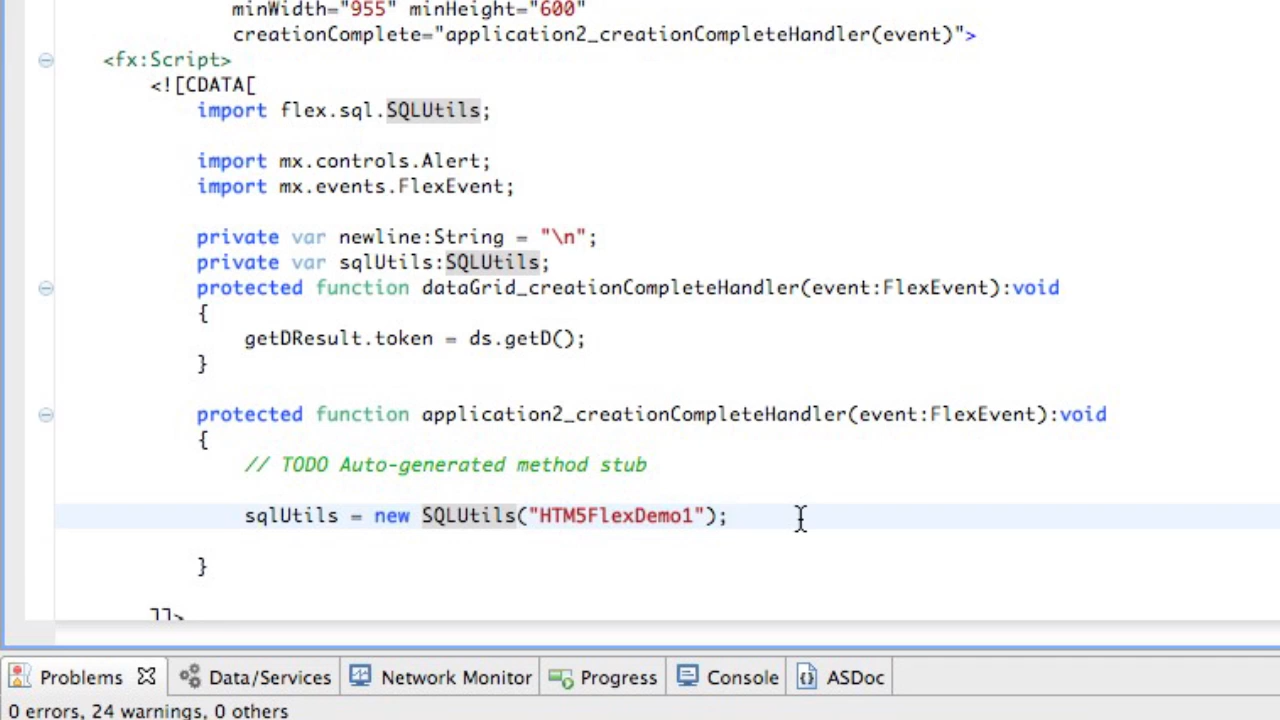 minWidth="955" minHeight="600"
creationComplete="application2_creationCompleteHandler(event)">
<fx:Script>
<![CDATA[
import flex.sql.SQLUtils;
import mx.controls.Alert;
import mx.events.FlexEvent;
private var newline:String = "\n";
private var sqlUtils:SQLUtils;
protected function dataGrid_creationCompleteHandler(event:FlexEvent):void
{
getDResult.token = ds.getD();
}
protected function application2_creationCompleteHandler(event:FlexEvent):void
{
// TODO Auto-generated method stub
sqlUtils = new SQLUtils("HTM5FlexDemo1");
}
]]>
Problems Data/Services Network Monitor Progress Console ASDoc
0 errors, 24 warnings, 0 others